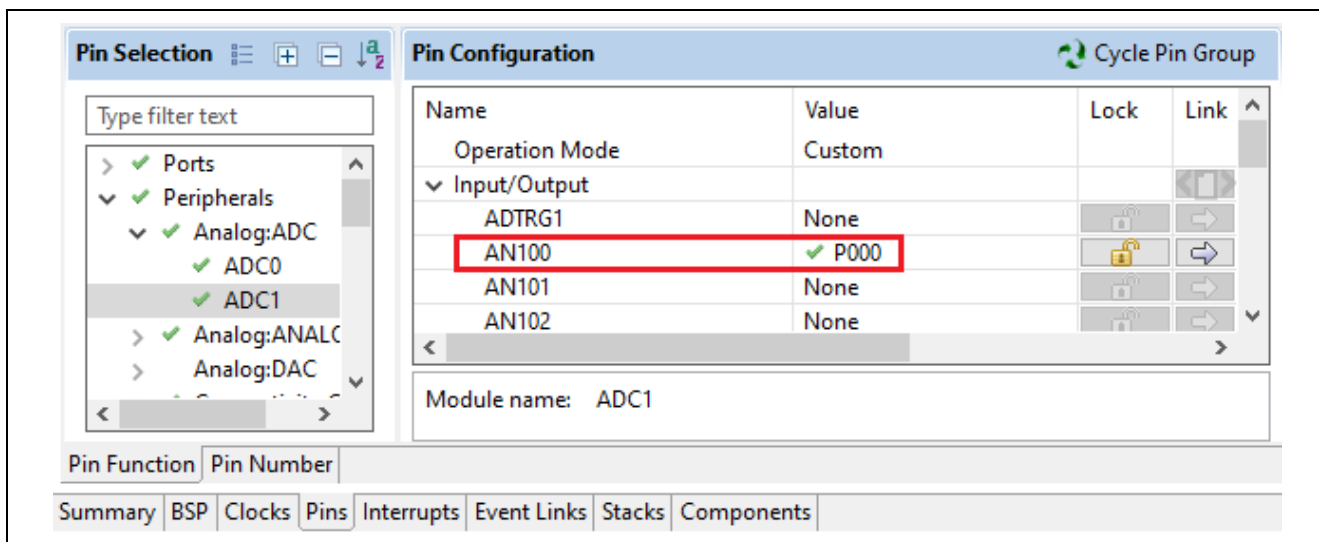 Pin Selection
Type filter text
Ports
Peripherals
Analog:ADC
ADC0
ADC1
Analog:ANALC
Analog:DAC
Pin Configuration
Cycle Pin Group
Name Value Lock Link
Operation Mode Custom
Input/Output
ADTRG1 None
AN100 P000
AN101 None
AN102 None
Module name: ADC1
Pin Function Pin Number
Summary BSP Clocks Pins Interrupts Event Links Stacks Components